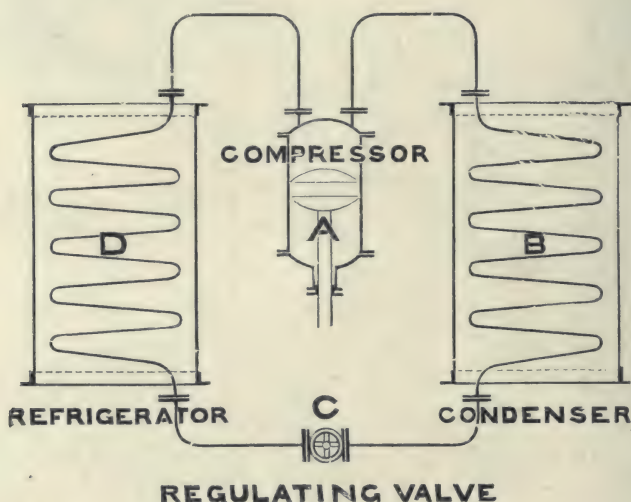 COMPRESSOR
A
D
B
REFRIGERATOR
C
CONDENSER
REGULATING VALVE